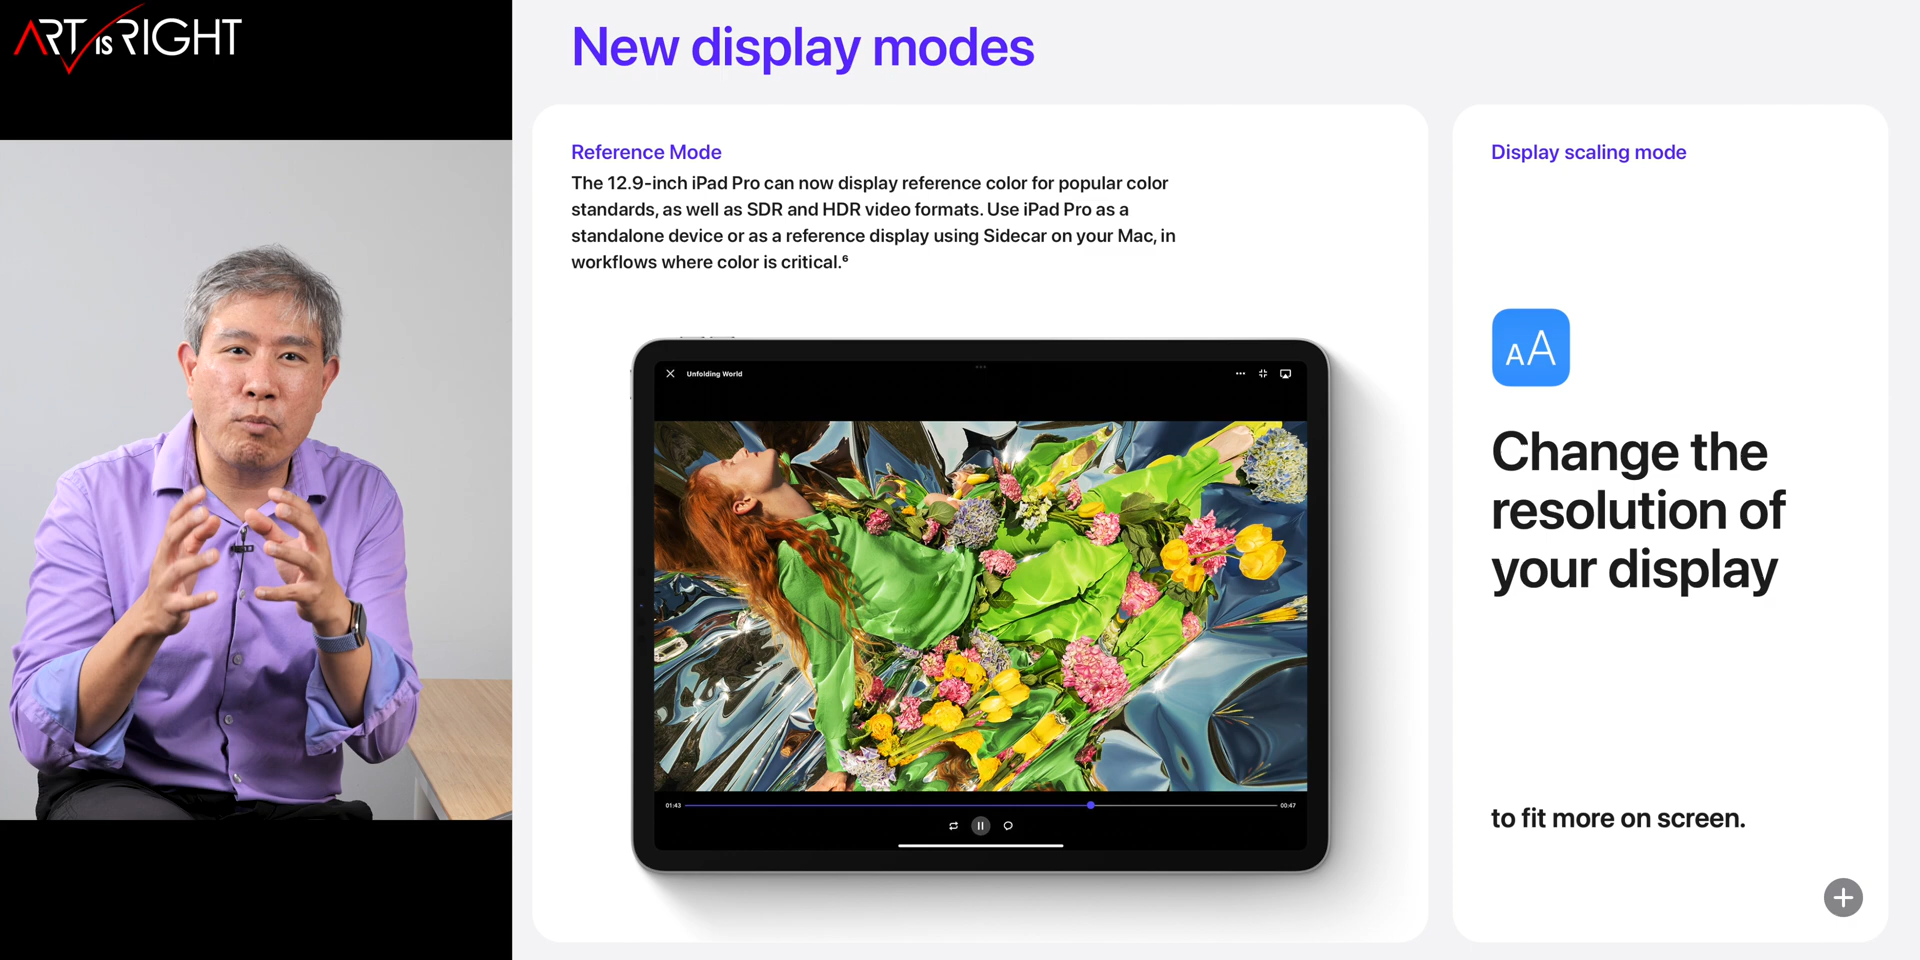 ART IS RIGHT
New display modes
Reference Mode
The 12.9-inch iPad Pro can now display reference color for popular color
standards, as well as SDR and HDR video formats. Use iPad Pro as a
standalone device or as a reference display using Sidecar on your Mac, in
workflows where color is critical.⁶
Unfolding World
01:43
00:47
Display scaling mode
AA
Change the
resolution of
your display
to fit more on screen.